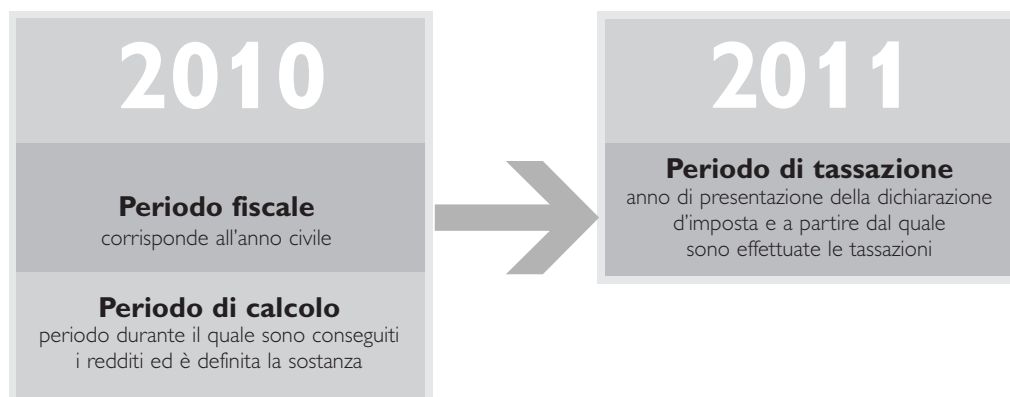 2010
Periodo fiscale
corrisponde all'anno civile
Periodo di calcolo
periodo durante il quale sono conseguiti
i redditi ed è definita la sostanza
2011
Periodo di tassazione
anno di presentazione della dichiarazione
d'imposta e a partire dal quale
sono effettuate le tassazioni